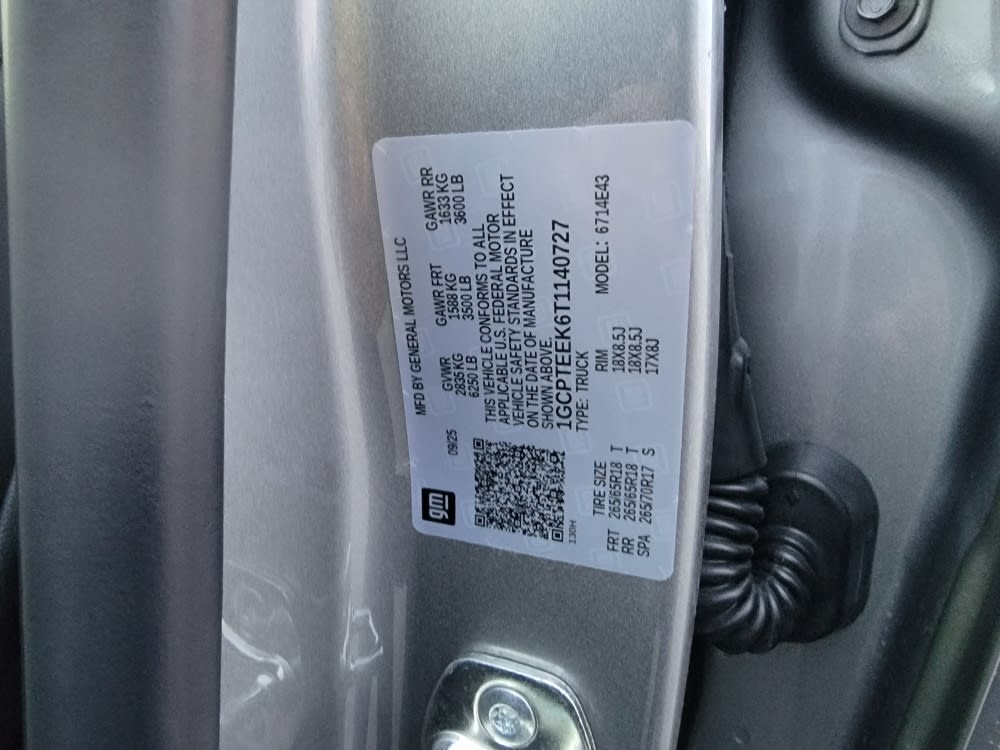 gm
09/25
MFD BY GENERAL MOTORS LLC
GVWR GAWR FRT GAWR RR
2835 KG 1588 KG 1633 KG
6250 LB 3500 LB 3600 LB
THIS VEHICLE CONFORMS TO ALL
APPLICABLE U.S. FEDERAL MOTOR
VEHICLE SAFETY STANDARDS IN EFFECT
ON THE DATE OF MANUFACTURE
SHOWN ABOVE.
1GCPTEEK6T1140727
130H
TYPE: TRUCK
MODEL: 6714E43
TIRE SIZE RIM
FRT 265/65R18 T 18X8.5J
RR 265/65R18 T 18X8.5J
SPA 265/70R17 S 17X8J